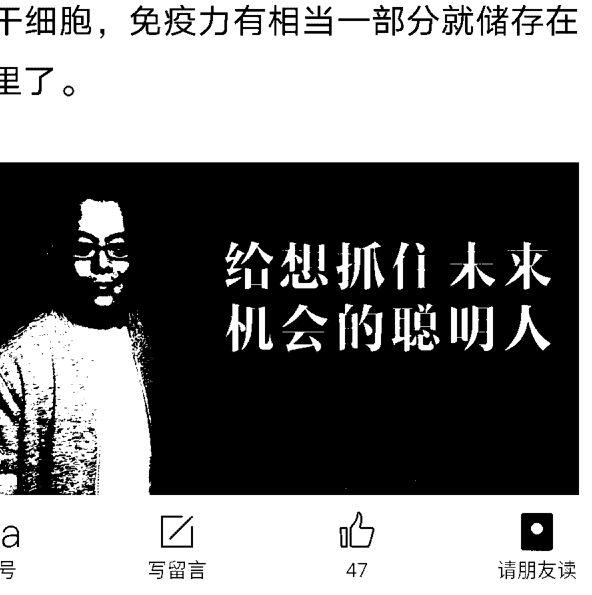 干细胞，免疫力有相当一部分就储存在
里了。
给想抓住未来
机会的聪明人
a
写留言
47
请朋友读
号